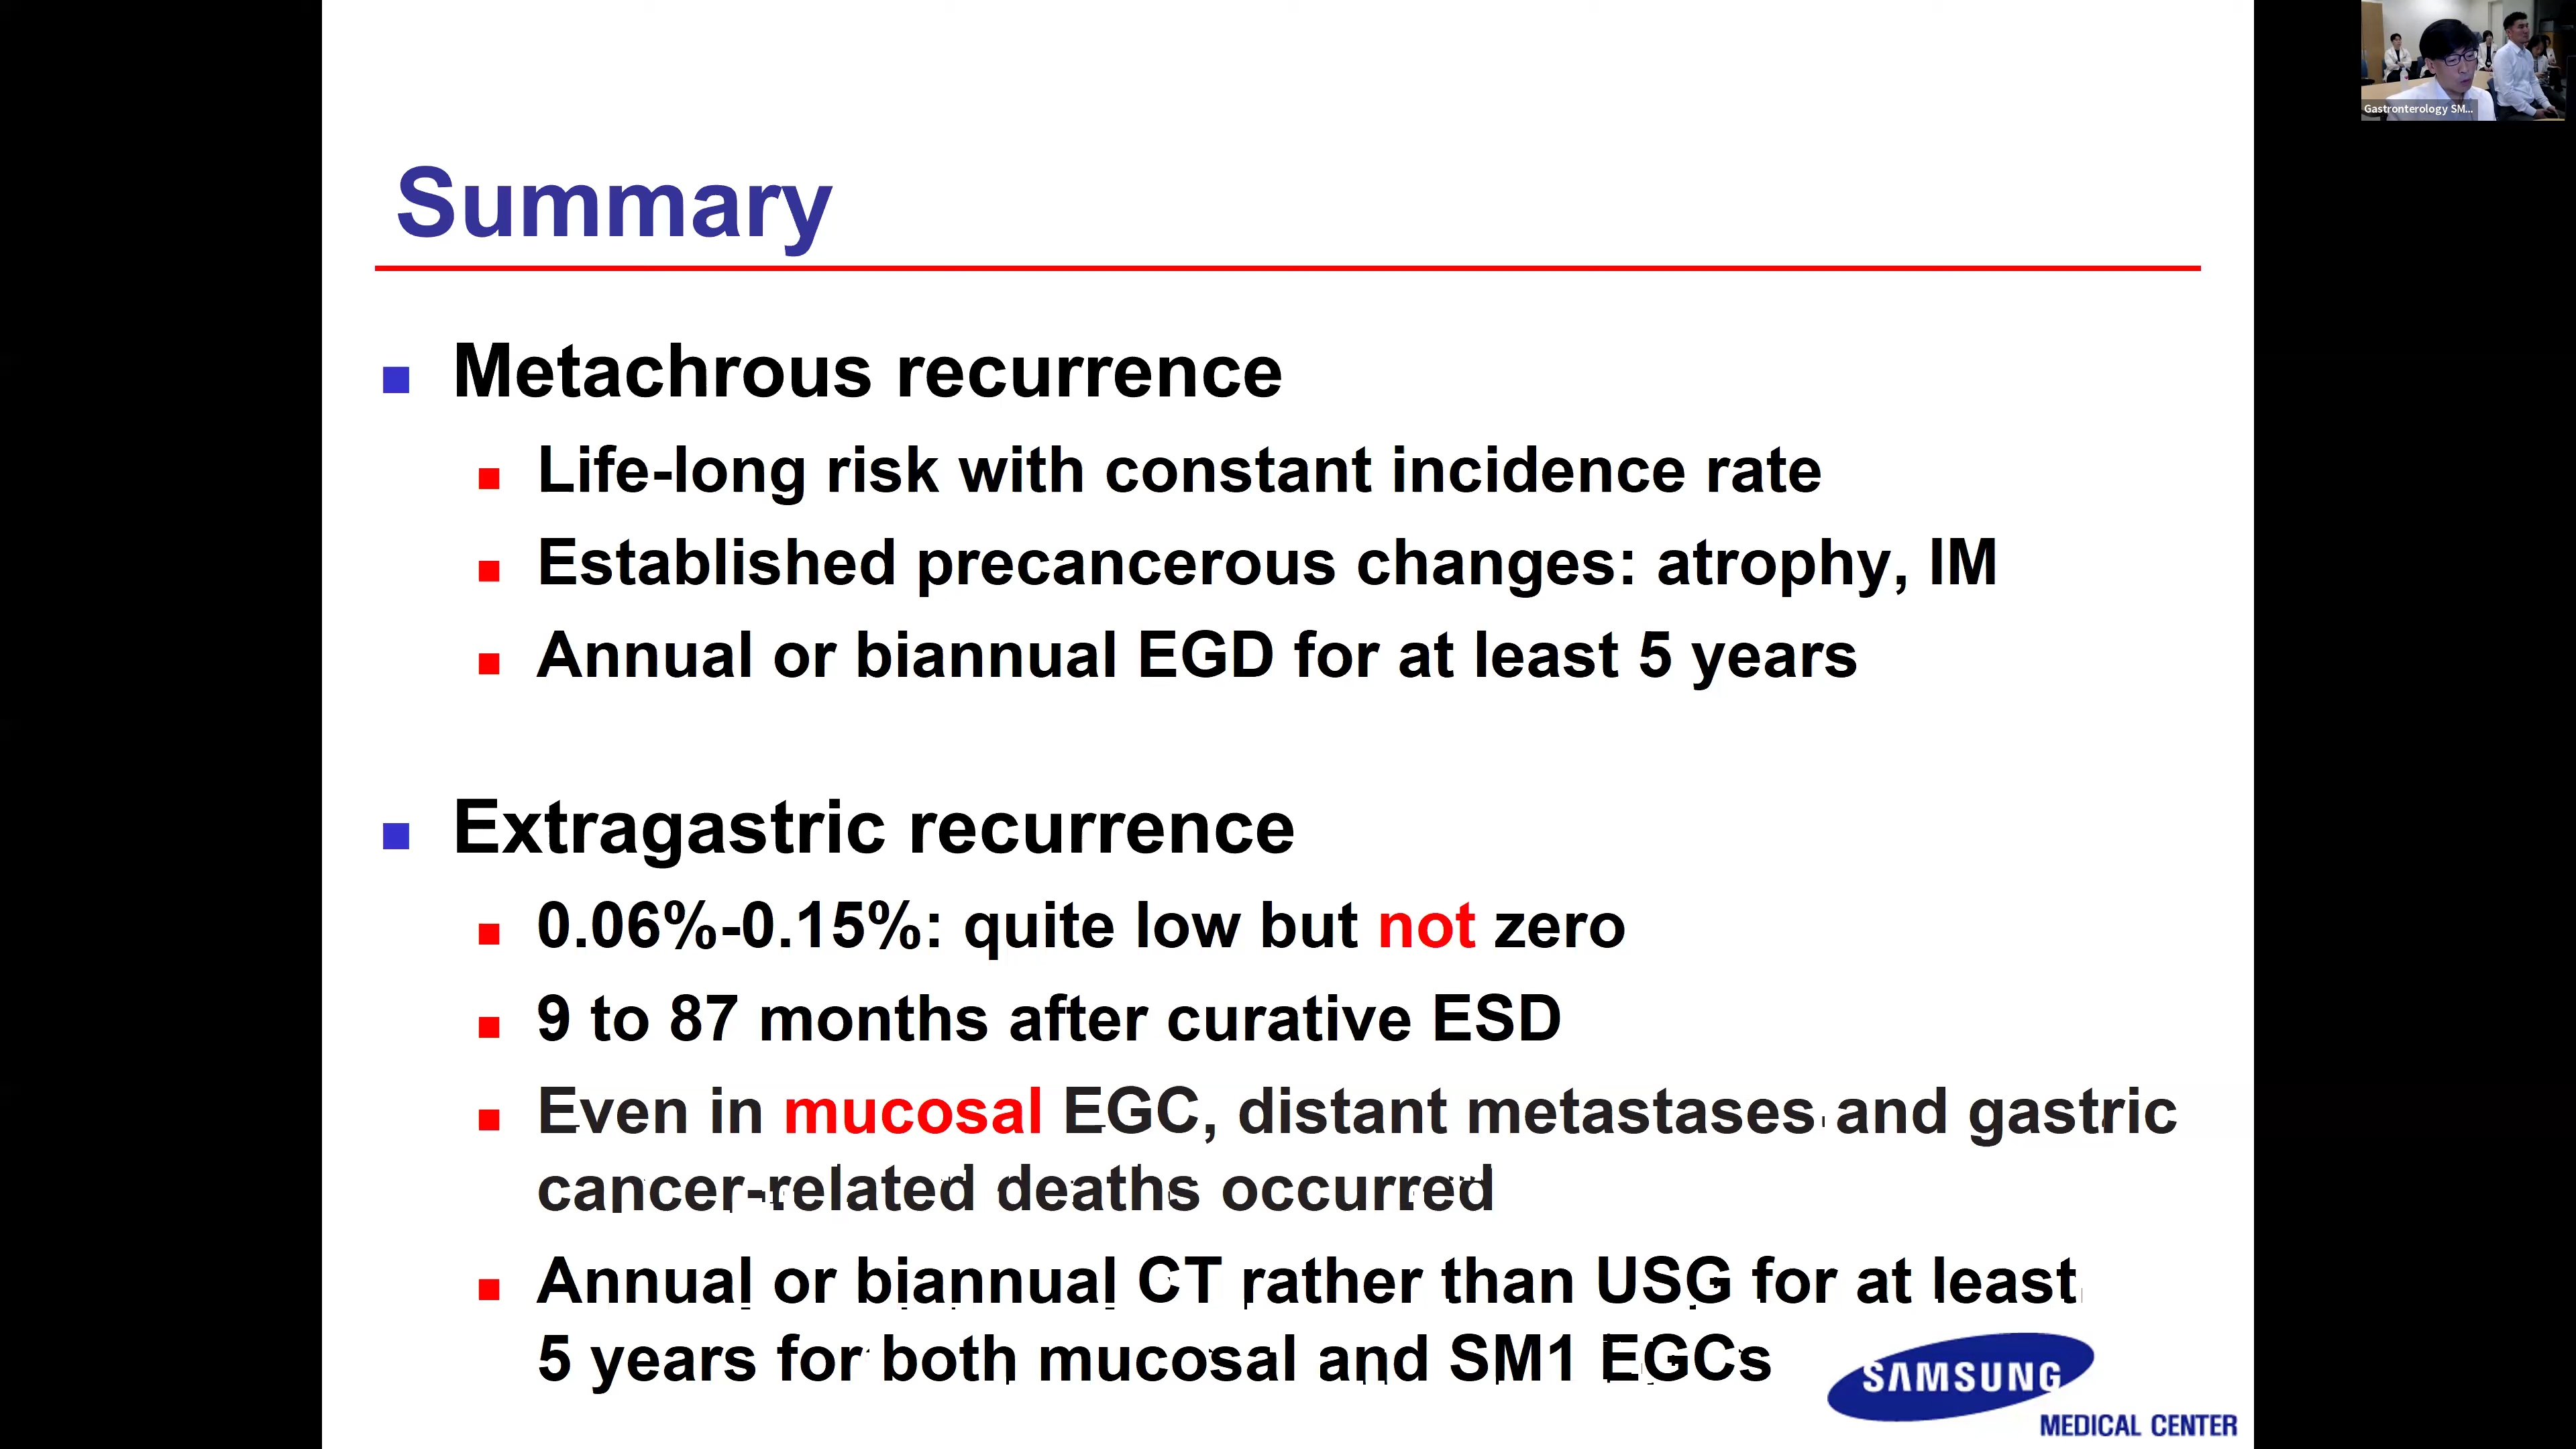 Gastronterology SM...
Summary
Metachrous recurrence
Life-long risk with constant incidence rate
Established precancerous changes: atrophy, IM
Annual or biannual EGD for at least 5 years
Extragastric recurrence
0.06%-0.15%: quite low but not zero
9 to 87 months after curative ESD
Even in mucosal EGC, distant metastases and gastric
cancer-related deaths occurred
Annual or biannual CT rather than USG for at least
5 years for both mucosal and SM1 EGCs
SAMSUNG
MEDICAL CENTER